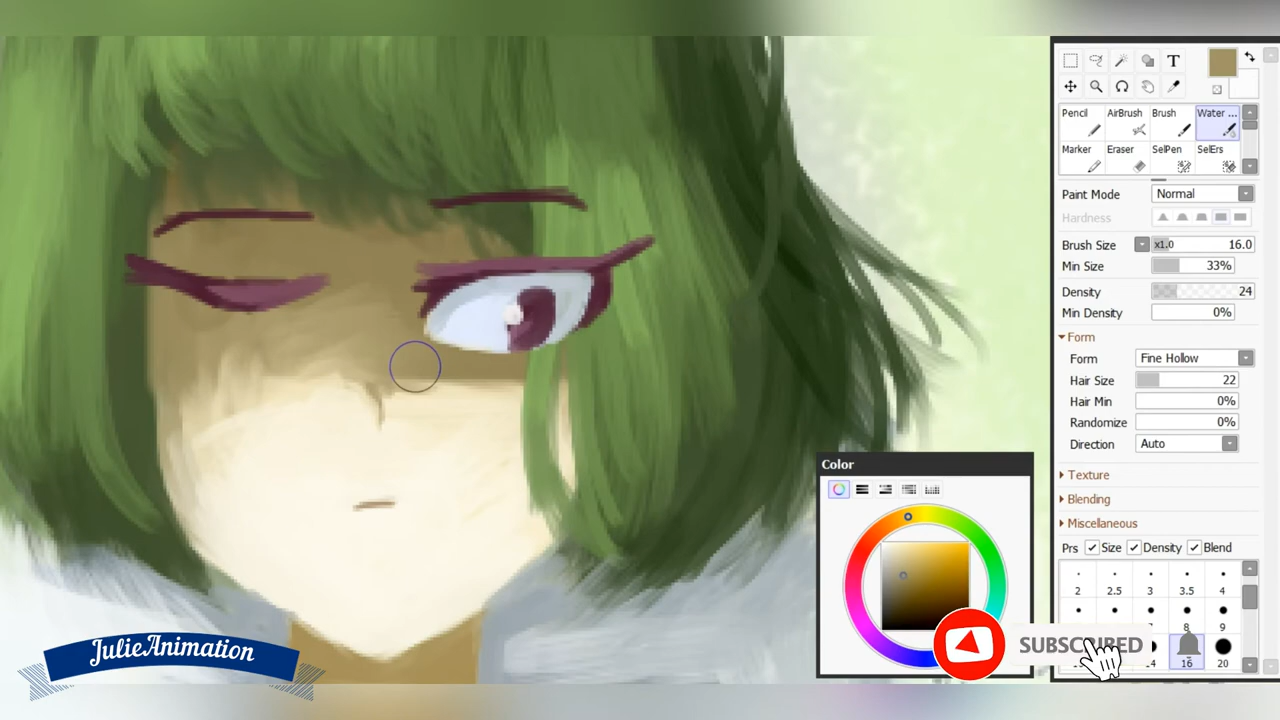 T
Pencil AirBrush Brush Water ...
Marker Eraser SelPen SelErs
Paint Mode Normal
Hardness
Brush Size x1.0 16.0
Min Size 33%
Density 24
Min Density 0%
Form
Form Fine Hollow
Hair Size 22
Hair Min 0%
Randomize 0%
Direction Auto
Texture
Blending
Miscellaneous
Prs Size Density Blend
2 2.5 3 3.5 4
7 8 9
14 16 20
Color
SUBSCRIBED
JulieAnimation